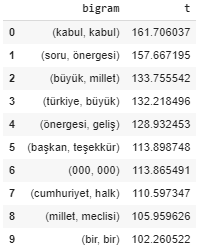 bigram t
0 (kabul, kabul) 161.706037
1 (soru, önergesi) 157.667195
2 (büyük, millet) 133.755542
3 (türkiye, büyük) 132.218496
4 (önergesi, geliş) 128.932453
5 (başkan, teşekkür) 113.898748
6 (000, 000) 113.865491
7 (cumhuriyet, halk) 110.597347
8 (millet, meclisi) 105.959626
9 (bir, bir) 102.260522